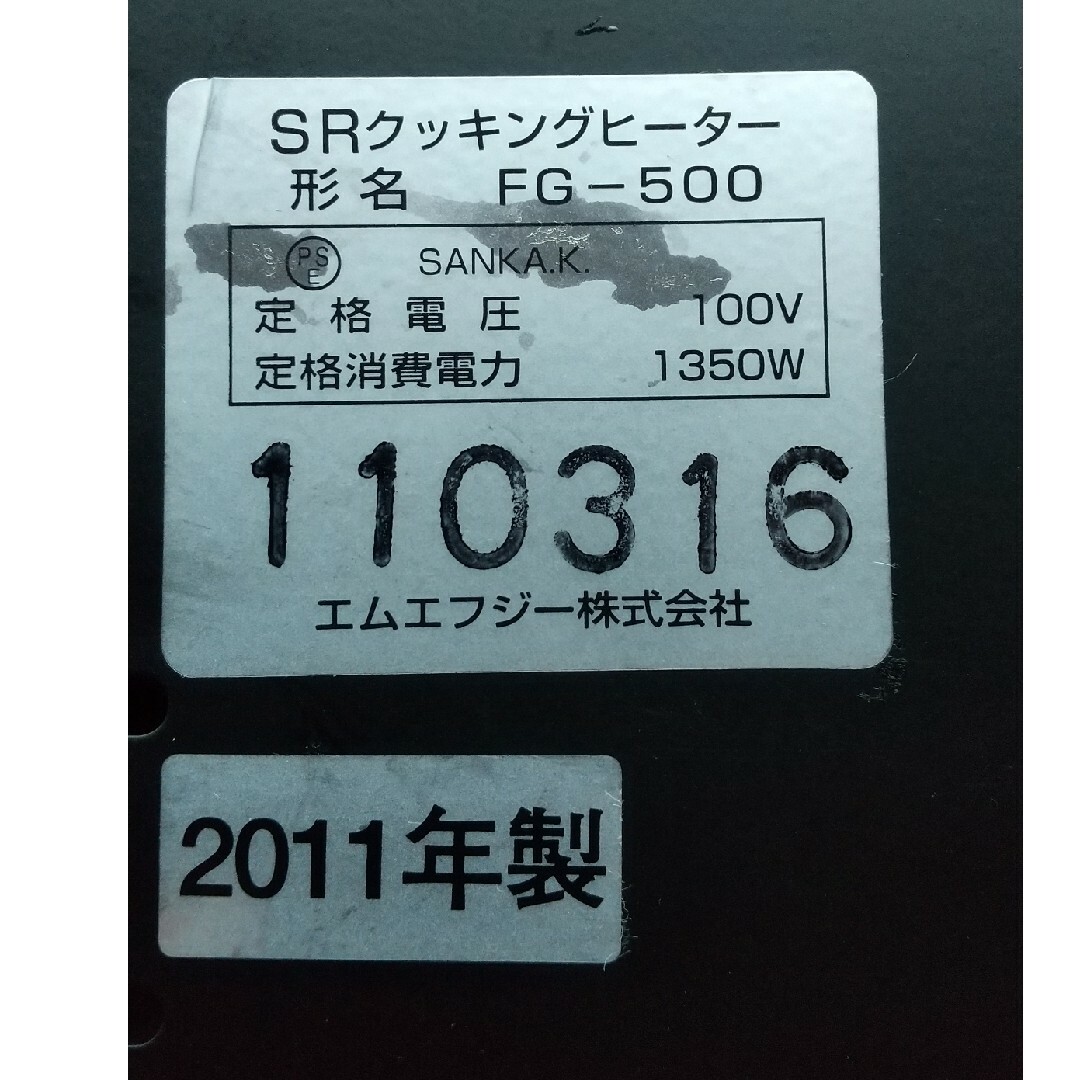 SRクッキングヒーター
形名 FG-500
PS E SANKA.K.
定格電圧 100V
定格消費電力 1350W
110316
エムエフジー株式会社
2011年製